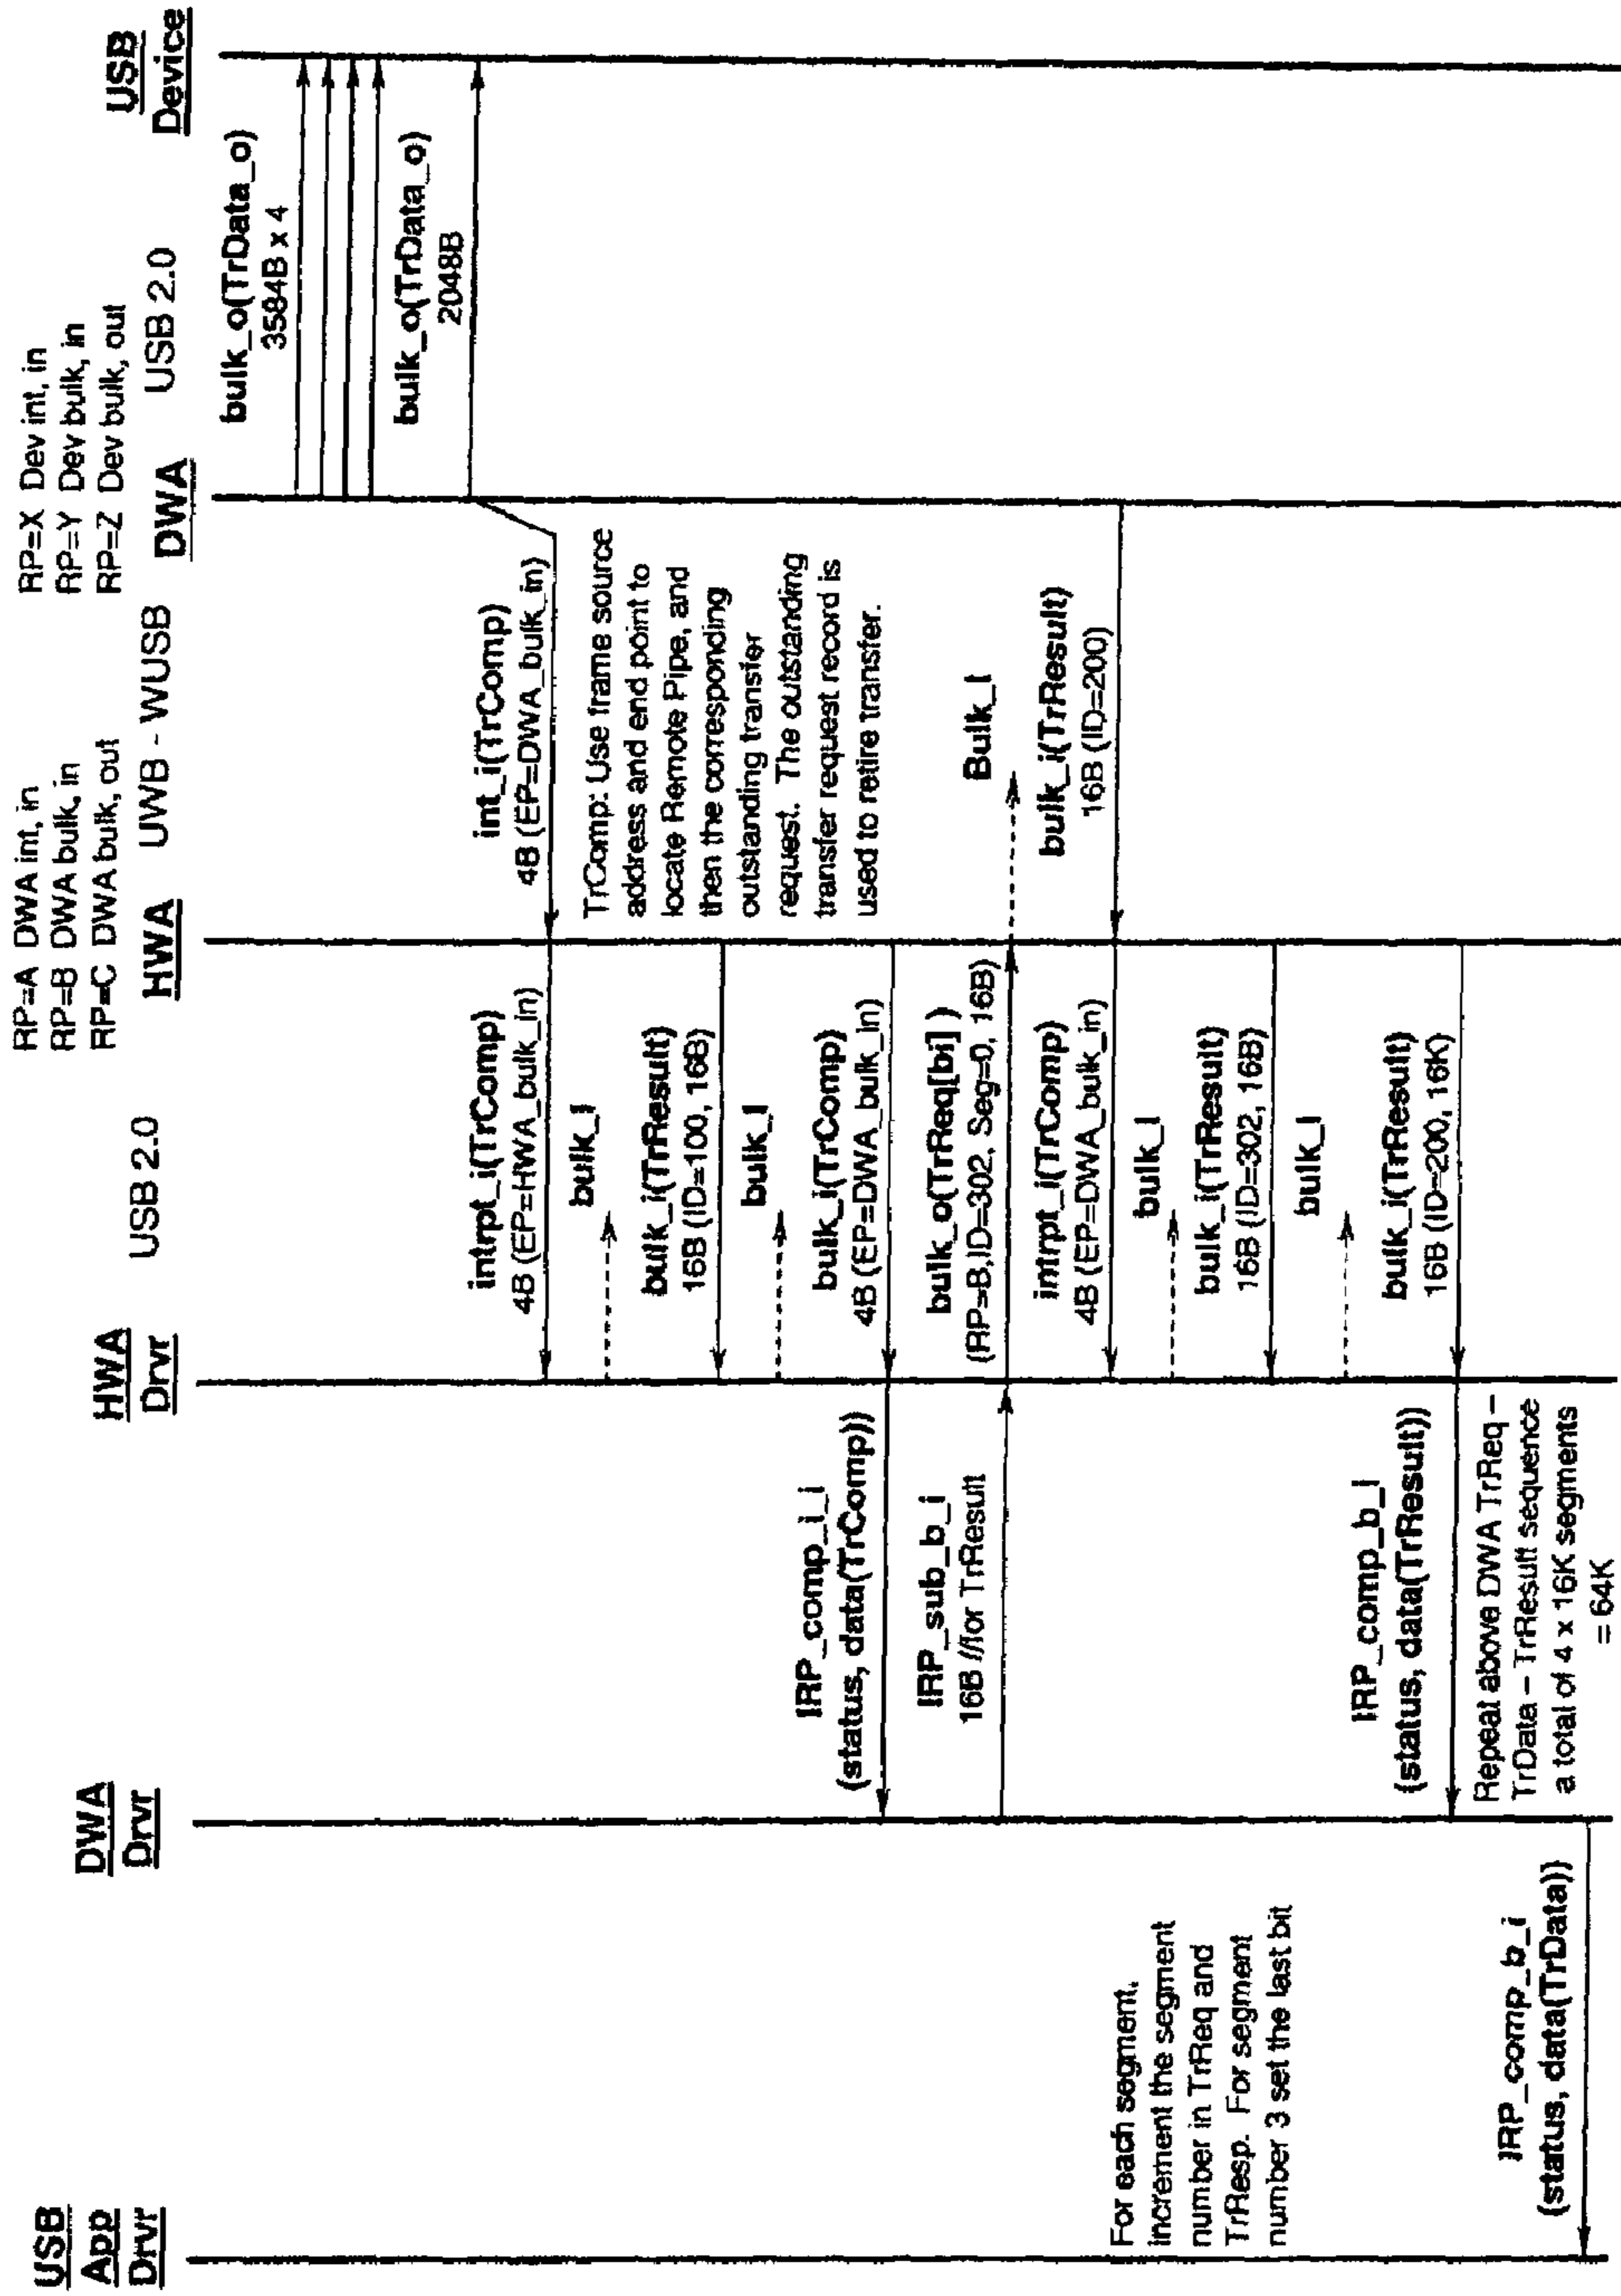 RP=A DWA int, in
RP=B DWA bulk, in
RP=C DWA bulk, out
RP=X Dev int, in
RP=Y Dev bulk, in
RP=Z Dev bulk, out
USB
App
Drvr
DWA
Drvr
HWA
Drvr
USB 2.0
HWA
UWB - WUSB
DWA
USB 2.0
USB
Device
bulk_o(TrData_o)
3584B x 4
bulk_o(TrData_o)
2048B
int_i(TrComp)
4B (EP=DWA_bulk_in)
intrpt_i(TrComp)
4B (EP=HWA_bulk_in)
TrComp: Use frame source
address and end point to
locate Remote Pipe, and
then the corresponding
outstanding transfer
request. The outstanding
transfer request record is
used to retire transfer.
bulk_I
bulk_i(TrResult)
16B (ID=100, 16B)
bulk_I
bulk_i(TrComp)
4B (EP=DWA_bulk_in)
IRP_comp_i_i
(status, data(TrComp))
IRP_sub_b_i
16B //for TrResult
bulk_o(TrReq[bi] )
(RP=B,ID=302, Seg=0, 16B)
Bulk_I
bulk_i(TrResult)
16B (ID=200)
intrpt_i(TrComp)
4B (EP=DWA_bulk_in)
bulk_I
bulk_i(TrResult)
16B (ID=302, 16B)
bulk_I
bulk_i(TrResult)
16B (ID=200, 16K)
IRP_comp_b_I
(status, data(TrResult))
Repeat above DWA TrReq –
TrData – TrResult sequence
a total of 4 x 16K segments
= 64K
For each segment,
increment the segment
number in TrReq and
TrResp. For segment
number 3 set the last bit
IRP_comp_b_i
(status, data(TrData))